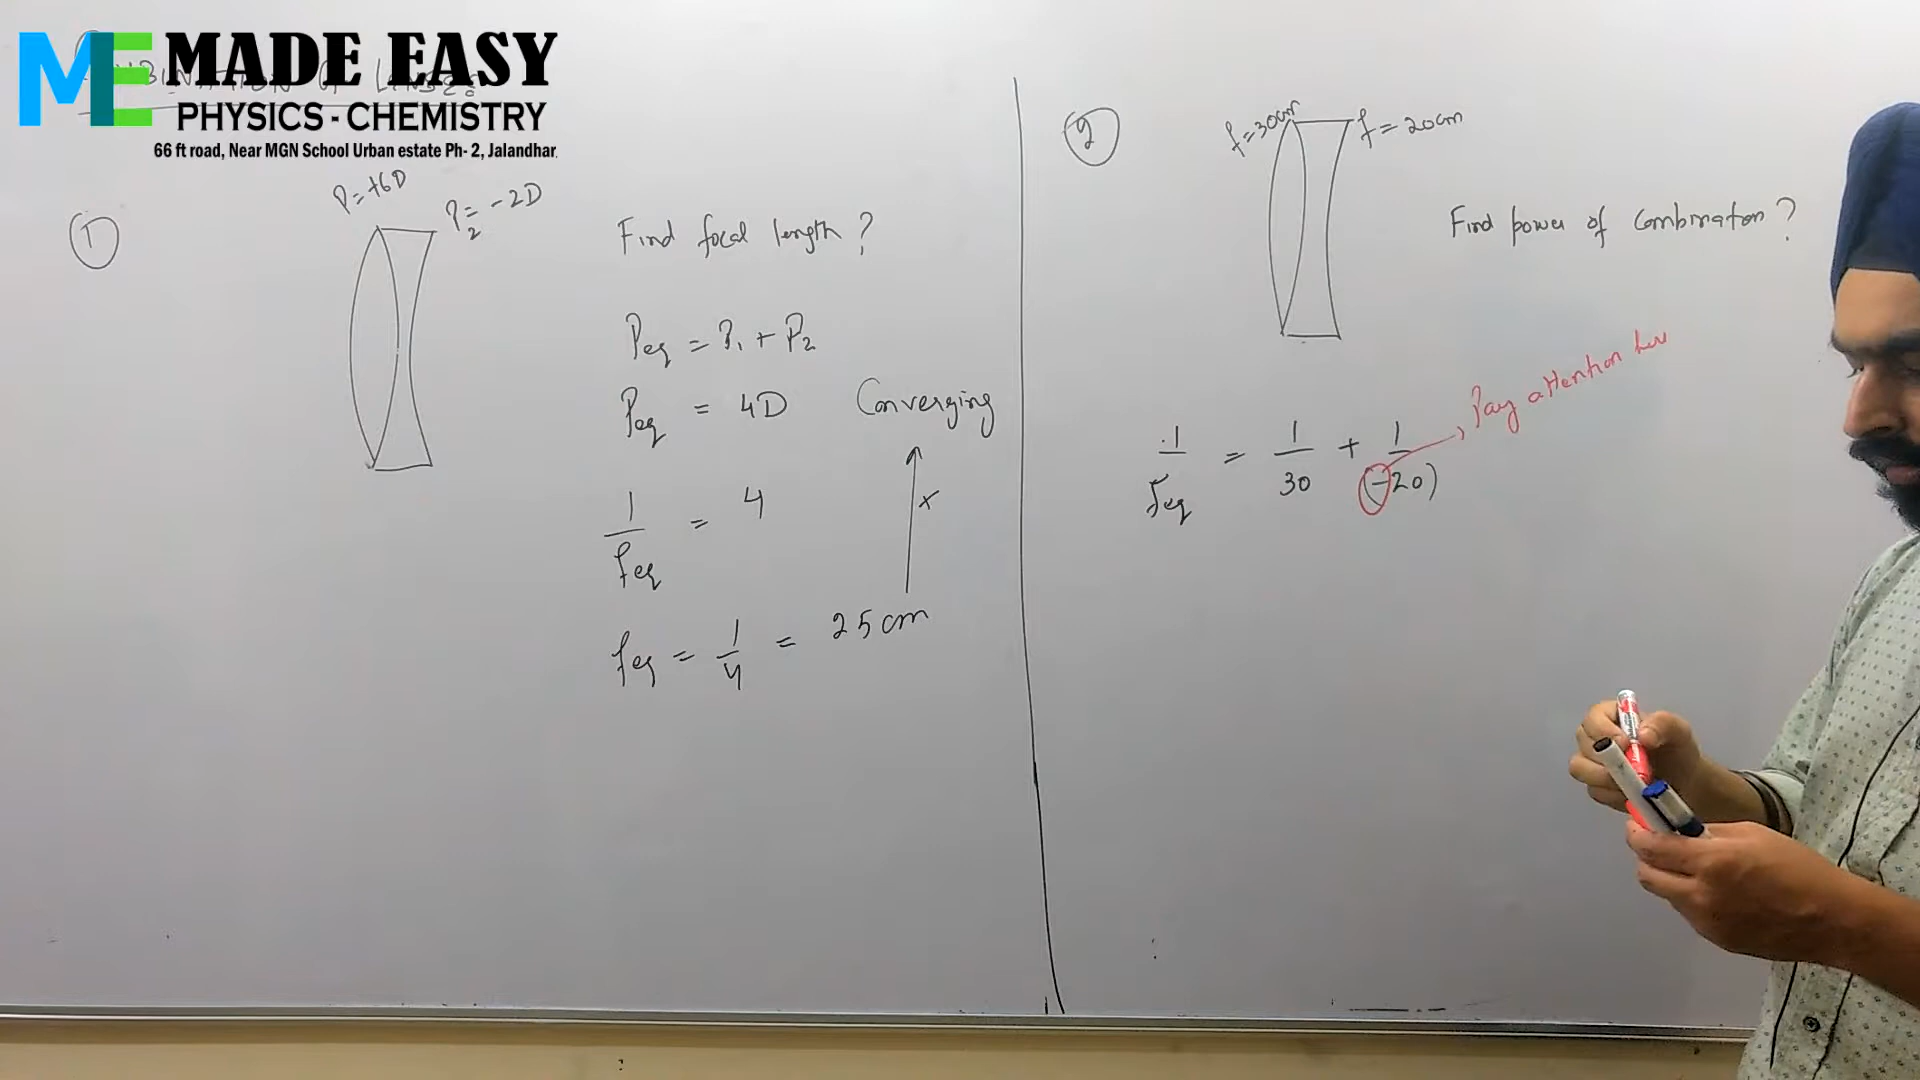 ME MADE EASY
PHYSICS - CHEMISTRY
66 ft road, Near MGN School Urban estate Ph- 2, Jalandhar.
①
P = +6D
P₂ = -2D
Find focal length?
Peq = P₁ + P₂
Peq = 4D Converging
1/feq = 4
+
feq = 1/4 = 25 cm
②
f = 30cm
f = 20cm
Find power of combination?
Pay attention here
1/feq = 1/30 + 1/(-20)